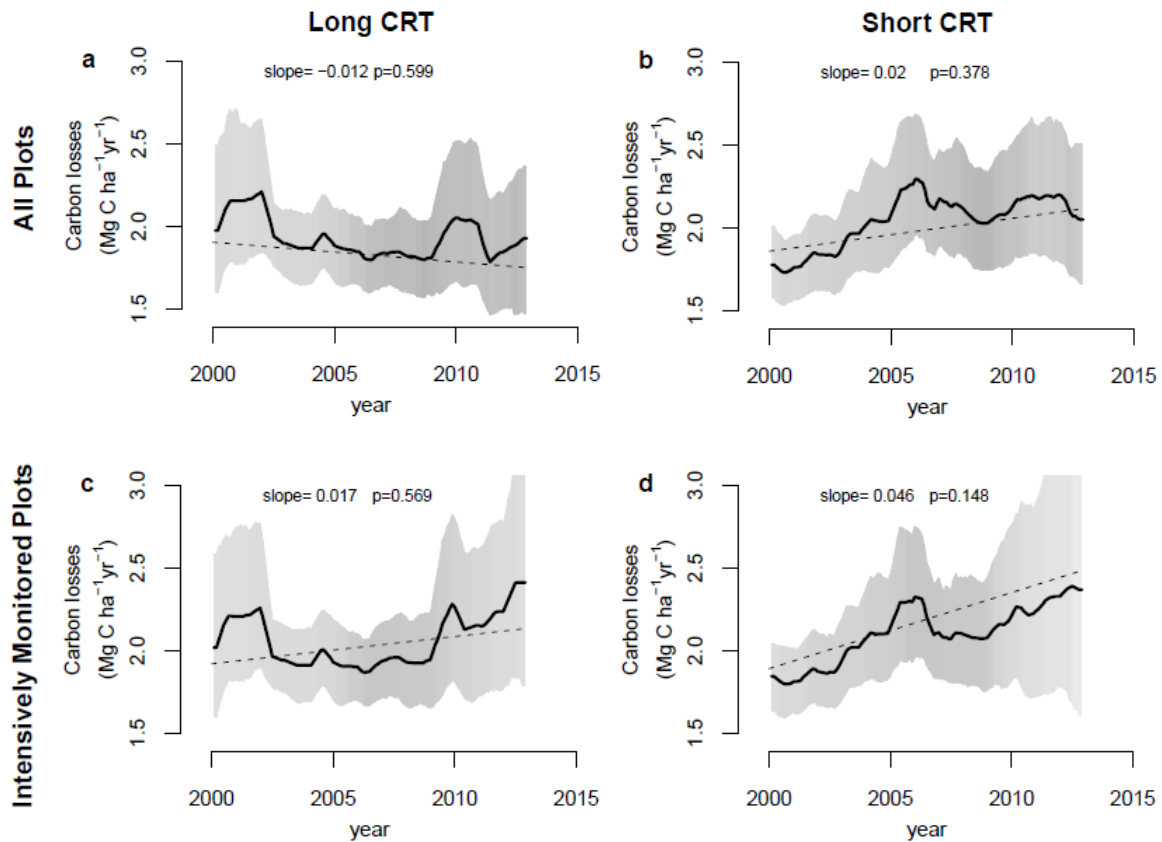 Long CRT
Short CRT
All Plots
a
slope= −0.012 p=0.599
Carbon losses
(Mg C ha⁻¹yr⁻¹)
3.0
2.5
2.0
1.5
2000 2005 2010 2015
year
b
slope= 0.02 p=0.378
Carbon losses
(Mg C ha⁻¹yr⁻¹)
3.0
2.5
2.0
1.5
2000 2005 2010 2015
year
Intensively Monitored Plots
c
slope= 0.017 p=0.569
Carbon losses
(Mg C ha⁻¹yr⁻¹)
3.0
2.5
2.0
1.5
2000 2005 2010 2015
year
d
slope= 0.046 p=0.148
Carbon losses
(Mg C ha⁻¹yr⁻¹)
3.0
2.5
2.0
1.5
2000 2005 2010 2015
year